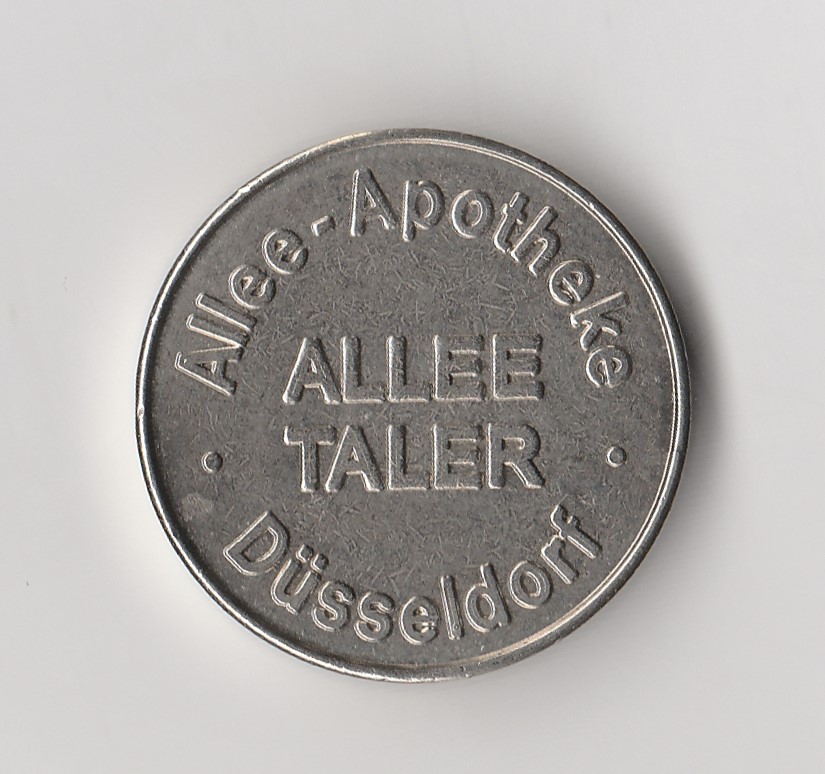 Allee-Apotheke
ALLEE
TALER
• Düsseldorf •